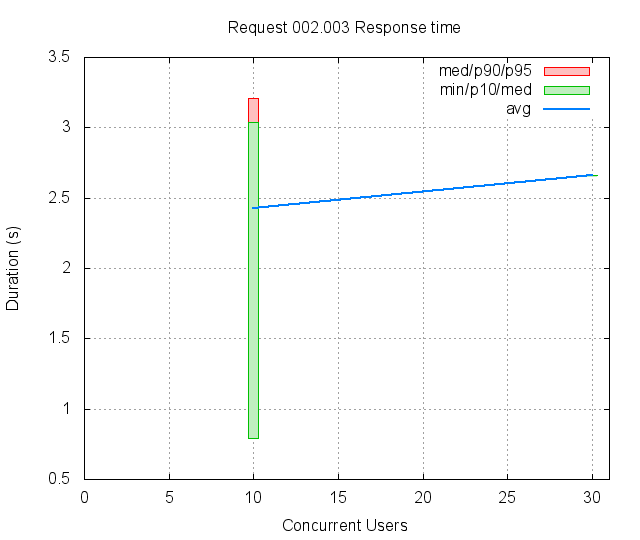 Request 002.003 Response time
3.5
3
2.5
2
1.5
1
0.5
med/p90/p95
min/p10/med
avg
Duration (s)
0 5 10 15 20 25 30
Concurrent Users